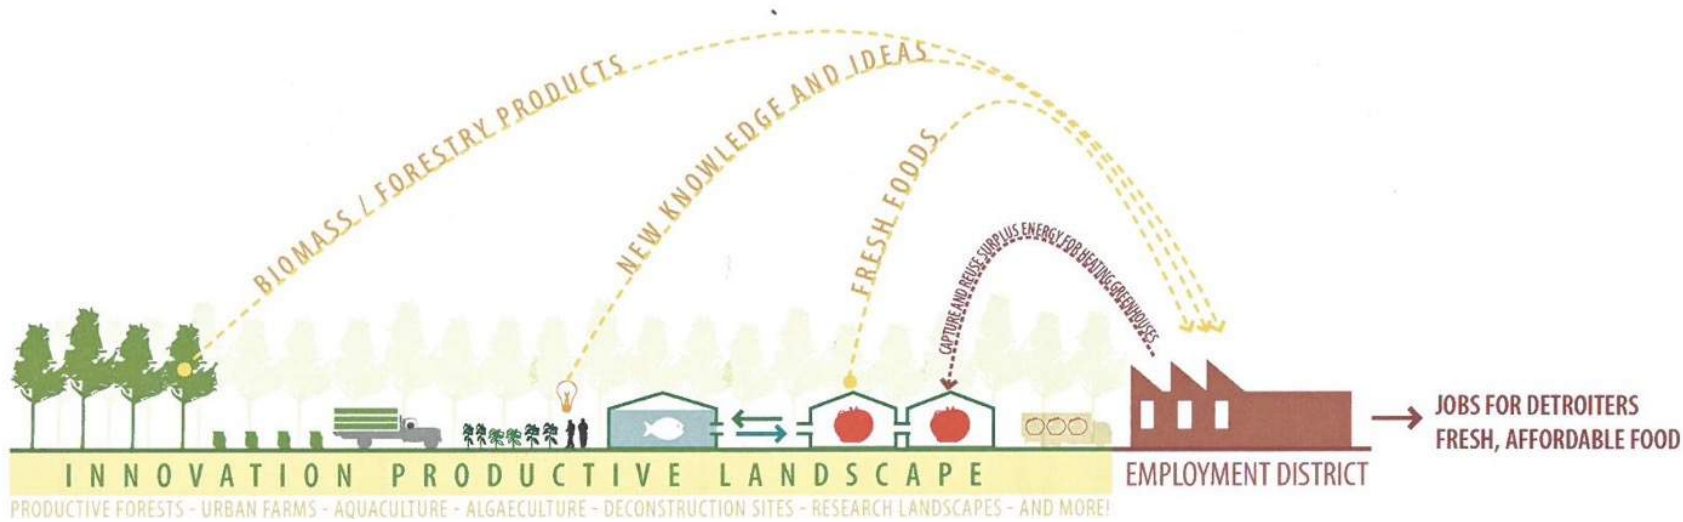 BIOMASS / FORESTRY PRODUCTS
NEW KNOWLEDGE AND IDEAS
FRESH FOODS
CAPTURE AND REUSE SURPLUS ENERGY FOR HEATING GREENHOUSES
JOBS FOR DETROITERS
FRESH, AFFORDABLE FOOD
INNOVATION PRODUCTIVE LANDSCAPE
EMPLOYMENT DISTRICT
PRODUCTIVE FORESTS - URBAN FARMS - AQUACULTURE - ALGAECULTURE - DECONSTRUCTION SITES - RESEARCH LANDSCAPES - AND MORE!